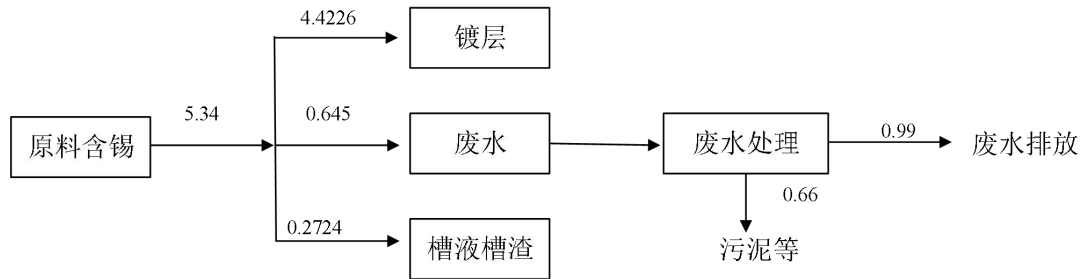 4.4226
镀层
5.34
0.645
原料含锡
废水
废水处理
0.99
废水排放
0.66
0.2724
槽液槽渣
污泥等